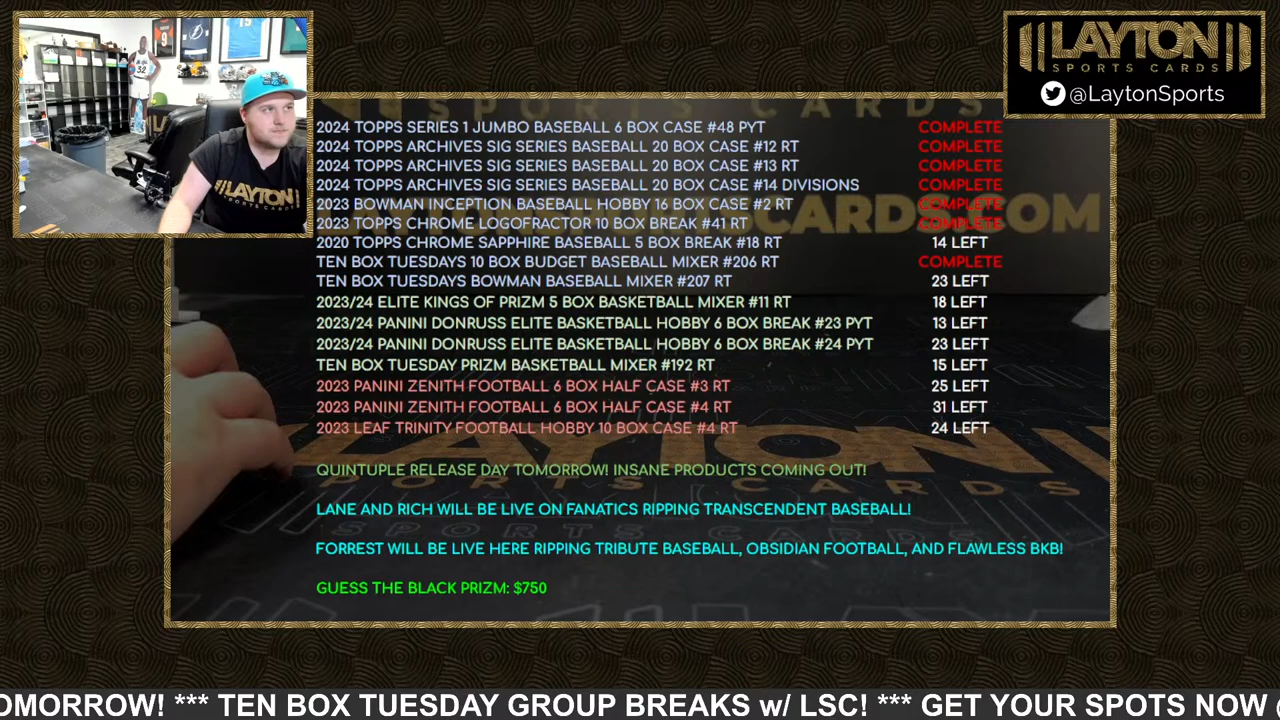 LAYTON
SPORTS CARDS
@LaytonSports
2024 TOPPS SERIES 1 JUMBO BASEBALL 6 BOX CASE #48 PYT COMPLETE
2024 TOPPS ARCHIVES SIG SERIES BASEBALL 20 BOX CASE #12 RT COMPLETE
2024 TOPPS ARCHIVES SIG SERIES BASEBALL 20 BOX CASE #13 RT COMPLETE
2024 TOPPS ARCHIVES SIG SERIES BASEBALL 20 BOX CASE #14 DIVISIONS COMPLETE
2023 BOWMAN INCEPTION BASEBALL HOBBY 16 BOX CASE #2 RT COMPLETE
2023 TOPPS CHROME LOGOFRACTOR 10 BOX BREAK #41 RT COMPLETE
2020 TOPPS CHROME SAPPHIRE BASEBALL 5 BOX BREAK #18 RT 14 LEFT
TEN BOX TUESDAYS 10 BOX BUDGET BASEBALL MIXER #206 RT COMPLETE
TEN BOX TUESDAYS BOWMAN BASEBALL MIXER #207 RT 23 LEFT
2023/24 ELITE KINGS OF PRIZM 5 BOX BASKETBALL MIXER #11 RT 18 LEFT
2023/24 PANINI DONRUSS ELITE BASKETBALL HOBBY 6 BOX BREAK #23 PYT 13 LEFT
2023/24 PANINI DONRUSS ELITE BASKETBALL HOBBY 6 BOX BREAK #24 PYT 23 LEFT
TEN BOX TUESDAY PRIZM BASKETBALL MIXER #192 RT 15 LEFT
2023 PANINI ZENITH FOOTBALL 6 BOX HALF CASE #3 RT 25 LEFT
2023 PANINI ZENITH FOOTBALL 6 BOX HALF CASE #4 RT 31 LEFT
2023 LEAF TRINITY FOOTBALL HOBBY 10 BOX CASE #4 RT 24 LEFT
QUINTUPLE RELEASE DAY TOMORROW! INSANE PRODUCTS COMING OUT!
LANE AND RICH WILL BE LIVE ON FANATICS RIPPING TRANSCENDENT BASEBALL!
FORREST WILL BE LIVE HERE RIPPING TRIBUTE BASEBALL, OBSIDIAN FOOTBALL, AND FLAWLESS BKB!
GUESS THE BLACK PRIZM: $750
OMORROW! *** TEN BOX TUESDAY GROUP BREAKS w/ LSC! *** GET YOUR SPOTS NOW
LAYTON
SPORTS CARDS